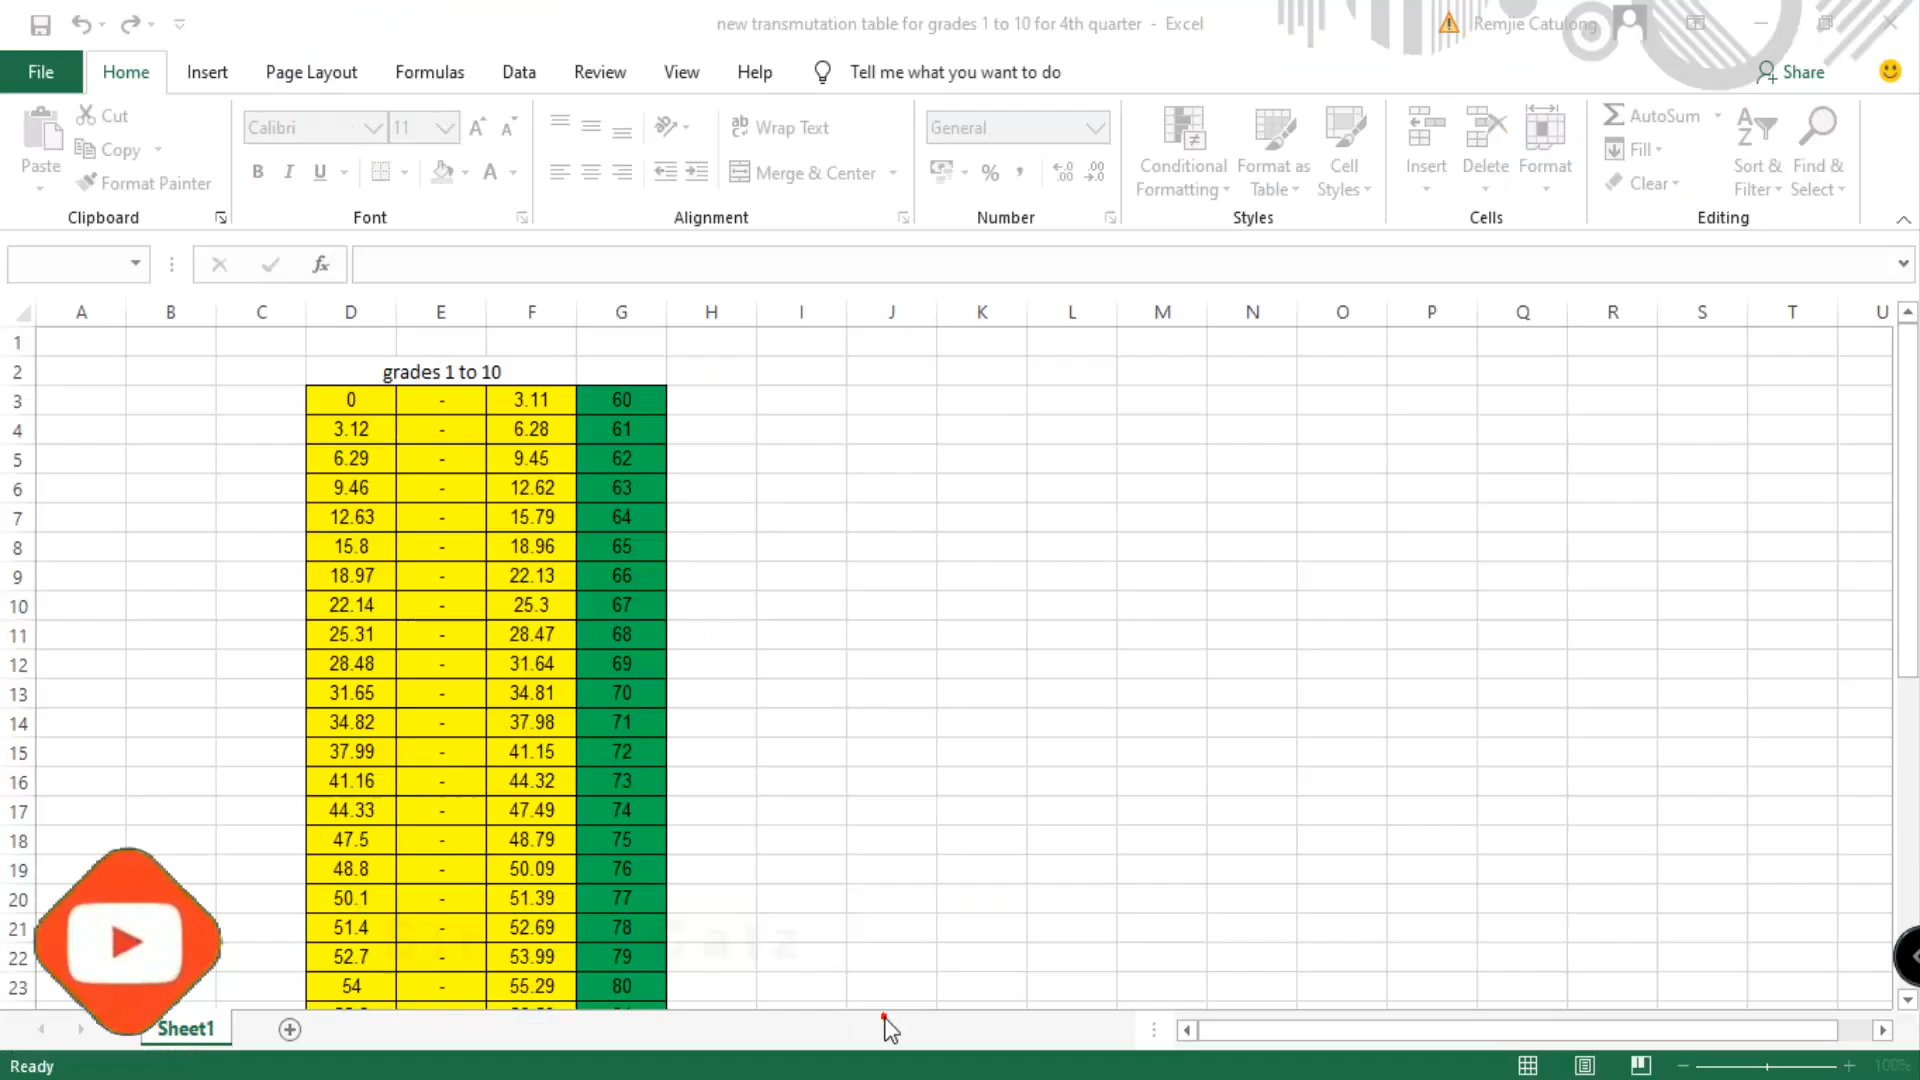 new transmutation table for grades 1 to 10 for 4th quarter - Excel
Remjie Catulong
File Home Insert Page Layout Formulas Data Review View Help Tell me what you want to do Share
Paste
Cut
Copy
Format Painter
Clipboard
Calibri 11
B I U
Font
Wrap Text
Merge & Center
Alignment
General
% ,
Number
Conditional Formatting
Format as Table
Cell Styles
Styles
Insert Delete Format
Cells
AutoSum
Fill
Clear
Sort & Filter
Find & Select
Editing
fx
A B C D E F G H I J K L M N O P Q R S T U
1
2 grades 1 to 10
3 0 - 3.11 60
4 3.12 - 6.28 61
5 6.29 - 9.45 62
6 9.46 - 12.62 63
7 12.63 - 15.79 64
8 15.8 - 18.96 65
9 18.97 - 22.13 66
10 22.14 - 25.3 67
11 25.31 - 28.47 68
12 28.48 - 31.64 69
13 31.65 - 34.81 70
14 34.82 - 37.98 71
15 37.99 - 41.15 72
16 41.16 - 44.32 73
17 44.33 - 47.49 74
18 47.5 - 48.79 75
19 48.8 - 50.09 76
20 50.1 - 51.39 77
21 51.4 - 52.69 78
22 52.7 - 53.99 79
23 54 - 55.29 80
Sheet1
Ready
100%